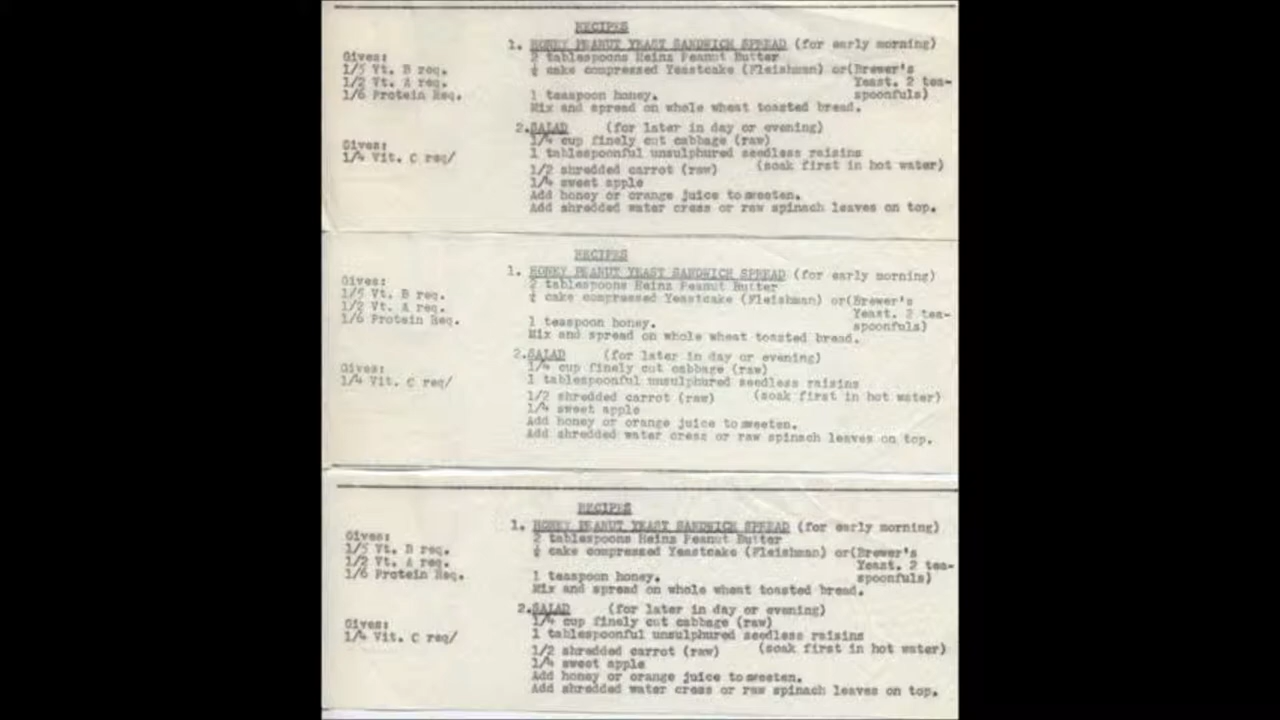 RECIPES
1. HONEY PEANUT YEAST SANDWICH SPREAD (for early morning)
Gives: 2 tablespoons Heinz Peanut Butter
1/5 Vt. B req. cake compressed Yeastcake (Fleishman) or(Brewer's
1/2 Vt. A req. Yeast. 2 tea-
1/6 Protein Req. 1 teaspoon honey. spoonfuls)
Mix and spread on whole wheat toasted bread.
2.SALAD (for later in day or evening)
Gives: 1/4 cup finely cut cabbage (raw)
1/4 Vit. C req/ 1 tablespoonful unsulphured seedless raisins
1/2 shredded carrot (raw) (soak first in hot water)
1/4 sweet apple
Add honey or orange juice to sweeten.
Add shredded water cress or raw spinach leaves on top.
RECIPES
1. HONEY PEANUT YEAST SANDWICH SPREAD (for early morning)
Gives: 2 tablespoons Heinz Peanut Butter
1/5 Vt. B req. cake compressed Yeastcake (Fleishman) or(Brewer's
1/2 Vt. A req. Yeast. 2 tea-
1/6 Protein Req. 1 teaspoon honey. spoonfuls)
Mix and spread on whole wheat toasted bread.
2.SALAD (for later in day or evening)
Gives: 1/4 cup finely cut cabbage (raw)
1/4 Vit. C req/ 1 tablespoonful unsulphured seedless raisins
1/2 shredded carrot (raw) (soak first in hot water)
1/4 sweet apple
Add honey or orange juice to sweeten.
Add shredded water cress or raw spinach leaves on top.
RECIPES
1. HONEY PEANUT YEAST SANDWICH SPREAD (for early morning)
Gives: 2 tablespoons Heinz Peanut Butter
1/5 Vt. B req. cake compressed Yeastcake (Fleishman) or(Brewer's
1/2 Vt. A req. Yeast. 2 tea-
1/6 Protein Req. 1 teaspoon honey. spoonfuls)
Mix and spread on whole wheat toasted bread.
2.SALAD (for later in day or evening)
Gives: 1/4 cup finely cut cabbage (raw)
1/4 Vit. C req/ 1 tablespoonful unsulphured seedless raisins
1/2 shredded carrot (raw) (soak first in hot water)
1/4 sweet apple
Add honey or orange juice to sweeten.
Add shredded water cress or raw spinach leaves on top.